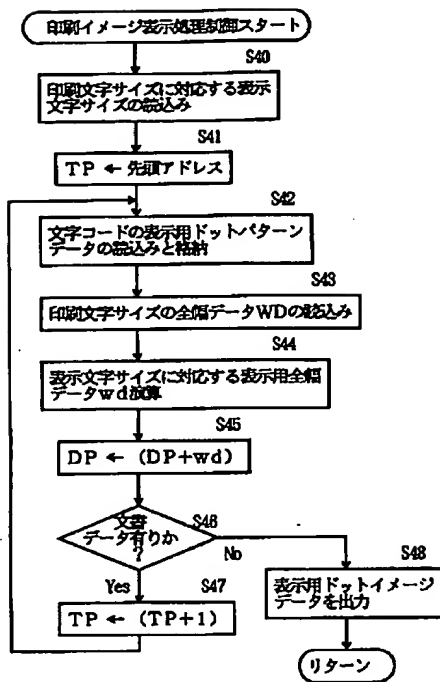 印刷イメージ表示処理制御スタート
S40
印刷文字サイズに対応する表示
文字サイズの読込み
S41
TP ← 先頭アドレス
S42
文字コードの表示用ドットパターン
データの読込みと格納
S43
印刷文字サイズの全幅データWDの読込み
S44
表示文字サイズに対応する表示用全幅
データwd演算
S45
DP ← (DP+wd)
S46
文書
データ有りか
?
No
Yes
S47
TP ← (TP+1)
S48
表示用ドットイメージ
データを出力
リターン